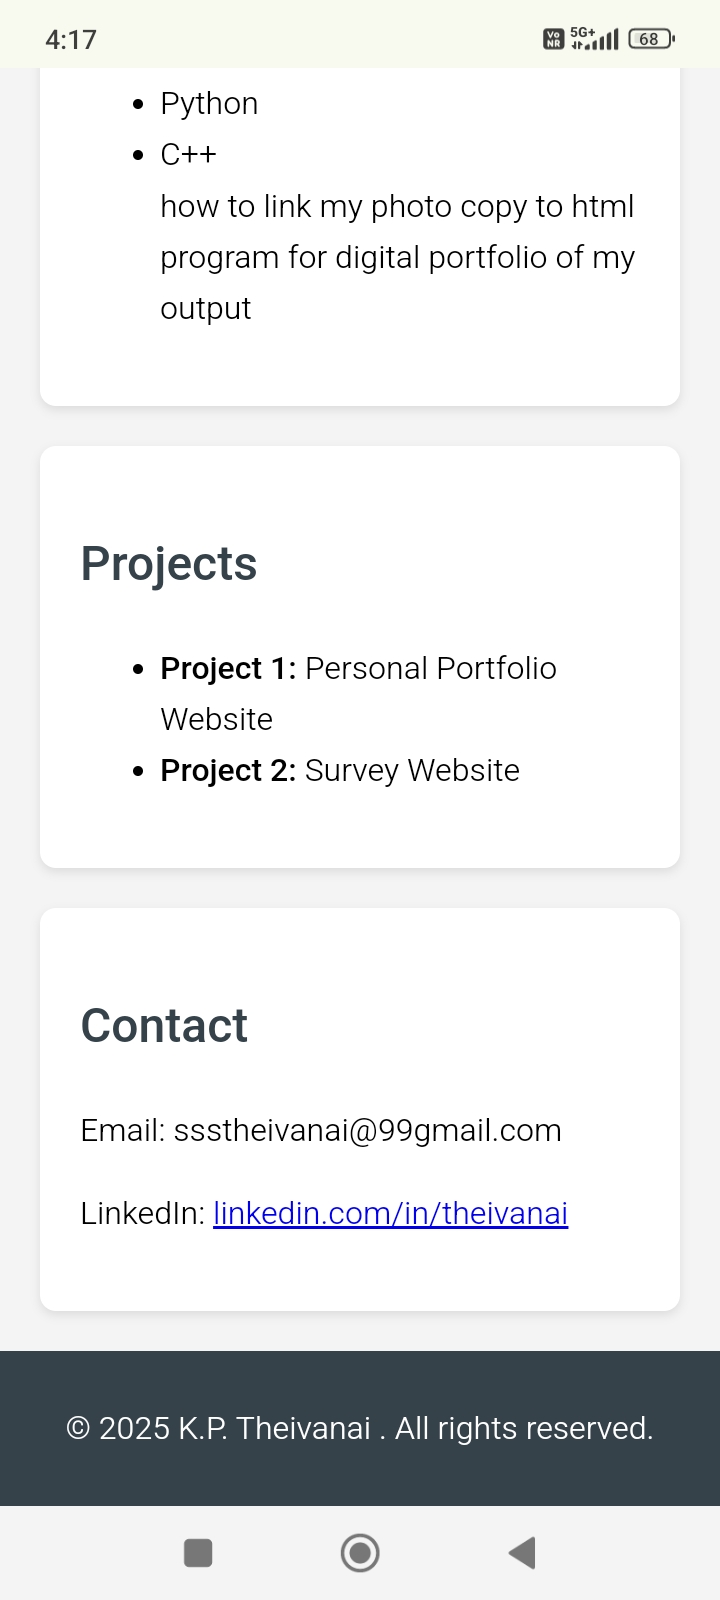 4:17
Vo NR 5G+ 68
Python
C++
how to link my photo copy to html
program for digital portfolio of my
output
Projects
Project 1: Personal Portfolio
Website
Project 2: Survey Website
Contact
Email: ssstheivanai@99gmail.com
LinkedIn: linkedin.com/in/theivanai
© 2025 K.P. Theivanai . All rights reserved.